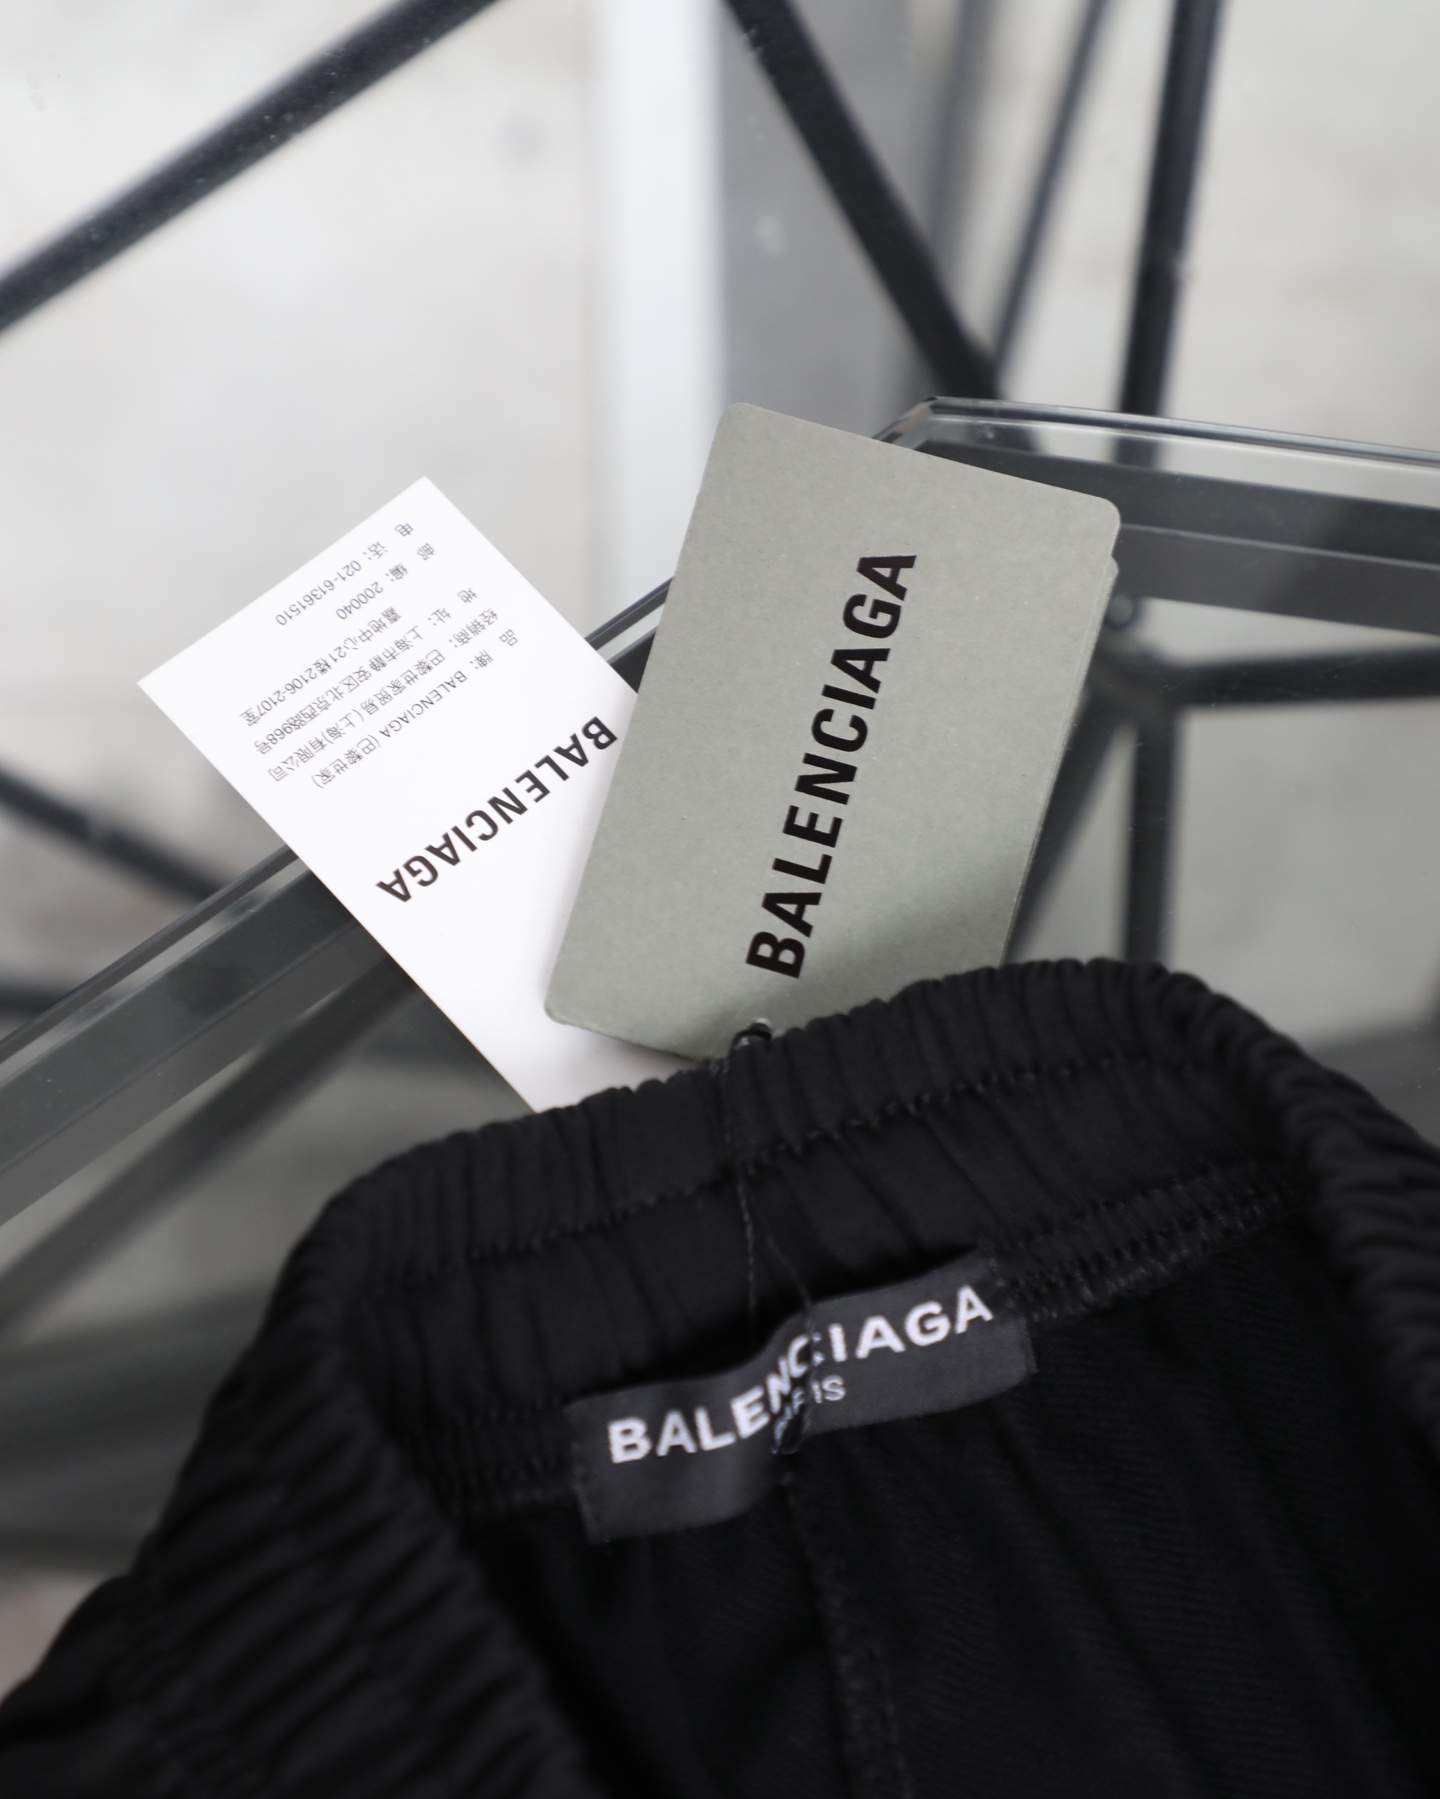 BALENCIAGA
BALENCIAGA
品 牌: BALENCIAGA (巴黎世家)
经销商: 巴黎世家贸易(上海)有限公司
地 址: 上海市静安区北京西路968号
嘉地中心21楼2106-2107室
邮 编: 200040
电 话: 021-61361510
BALENCIAGA
PARIS